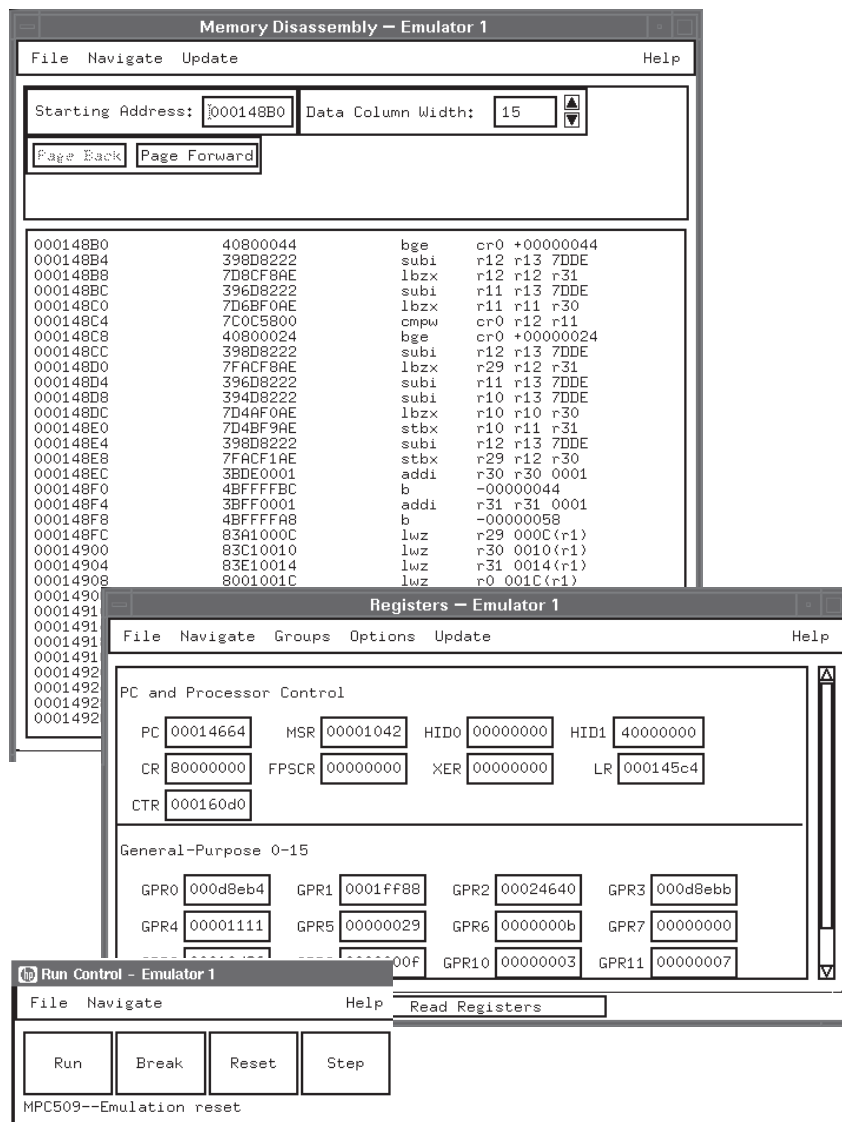 Memory Disassembly — Emulator 1
File Navigate Update Help
Starting Address: 000148B0 Data Column Width: 15
Page Back Page Forward
000148B0 40800044 bge cr0 +00000044
000148B4 398D8222 subi r12 r13 7DDE
000148B8 7D8CF8AE lbzx r12 r12 r31
000148BC 396D8222 subi r11 r13 7DDE
000148C0 7D6BF0AE lbzx r11 r11 r30
000148C4 7C0C5800 cmpw cr0 r12 r11
000148C8 40800024 bge cr0 +00000024
000148CC 398D8222 subi r12 r13 7DDE
000148D0 7FACF8AE lbzx r29 r12 r31
000148D4 396D8222 subi r11 r13 7DDE
000148D8 394D8222 subi r10 r13 7DDE
000148DC 7D4AF0AE lbzx r10 r10 r30
000148E0 7D4BF9AE stbx r10 r11 r31
000148E4 398D8222 subi r12 r13 7DDE
000148E8 7FACF1AE stbx r29 r12 r30
000148EC 3BDE0001 addi r30 r30 0001
000148F0 4BFFFFBC b -00000044
000148F4 3BFF0001 addi r31 r31 0001
000148F8 4BFFFFA8 b -00000058
000148FC 83A1000C lwz r29 000C(r1)
00014900 83C10010 lwz r30 0010(r1)
00014904 83E10014 lwz r31 0014(r1)
00014908 8001001C lwz r0 001C(r1)
Registers — Emulator 1
File Navigate Groups Options Update Help
PC and Processor Control
PC 00014664 MSR 00001042 HID0 00000000 HID1 40000000
CR 80000000 FPSCR 00000000 XER 00000000 LR 000145c4
CTR 000160d0
General-Purpose 0-15
GPR0 000d8eb4 GPR1 0001ff88 GPR2 00024640 GPR3 000d8ebb
GPR4 00001111 GPR5 00000029 GPR6 0000000b GPR7 00000000
GPR10 00000003 GPR11 00000007
Read Registers
hp Run Control - Emulator 1
File Navigate Help
Run Break Reset Step
MPC509--Emulation reset